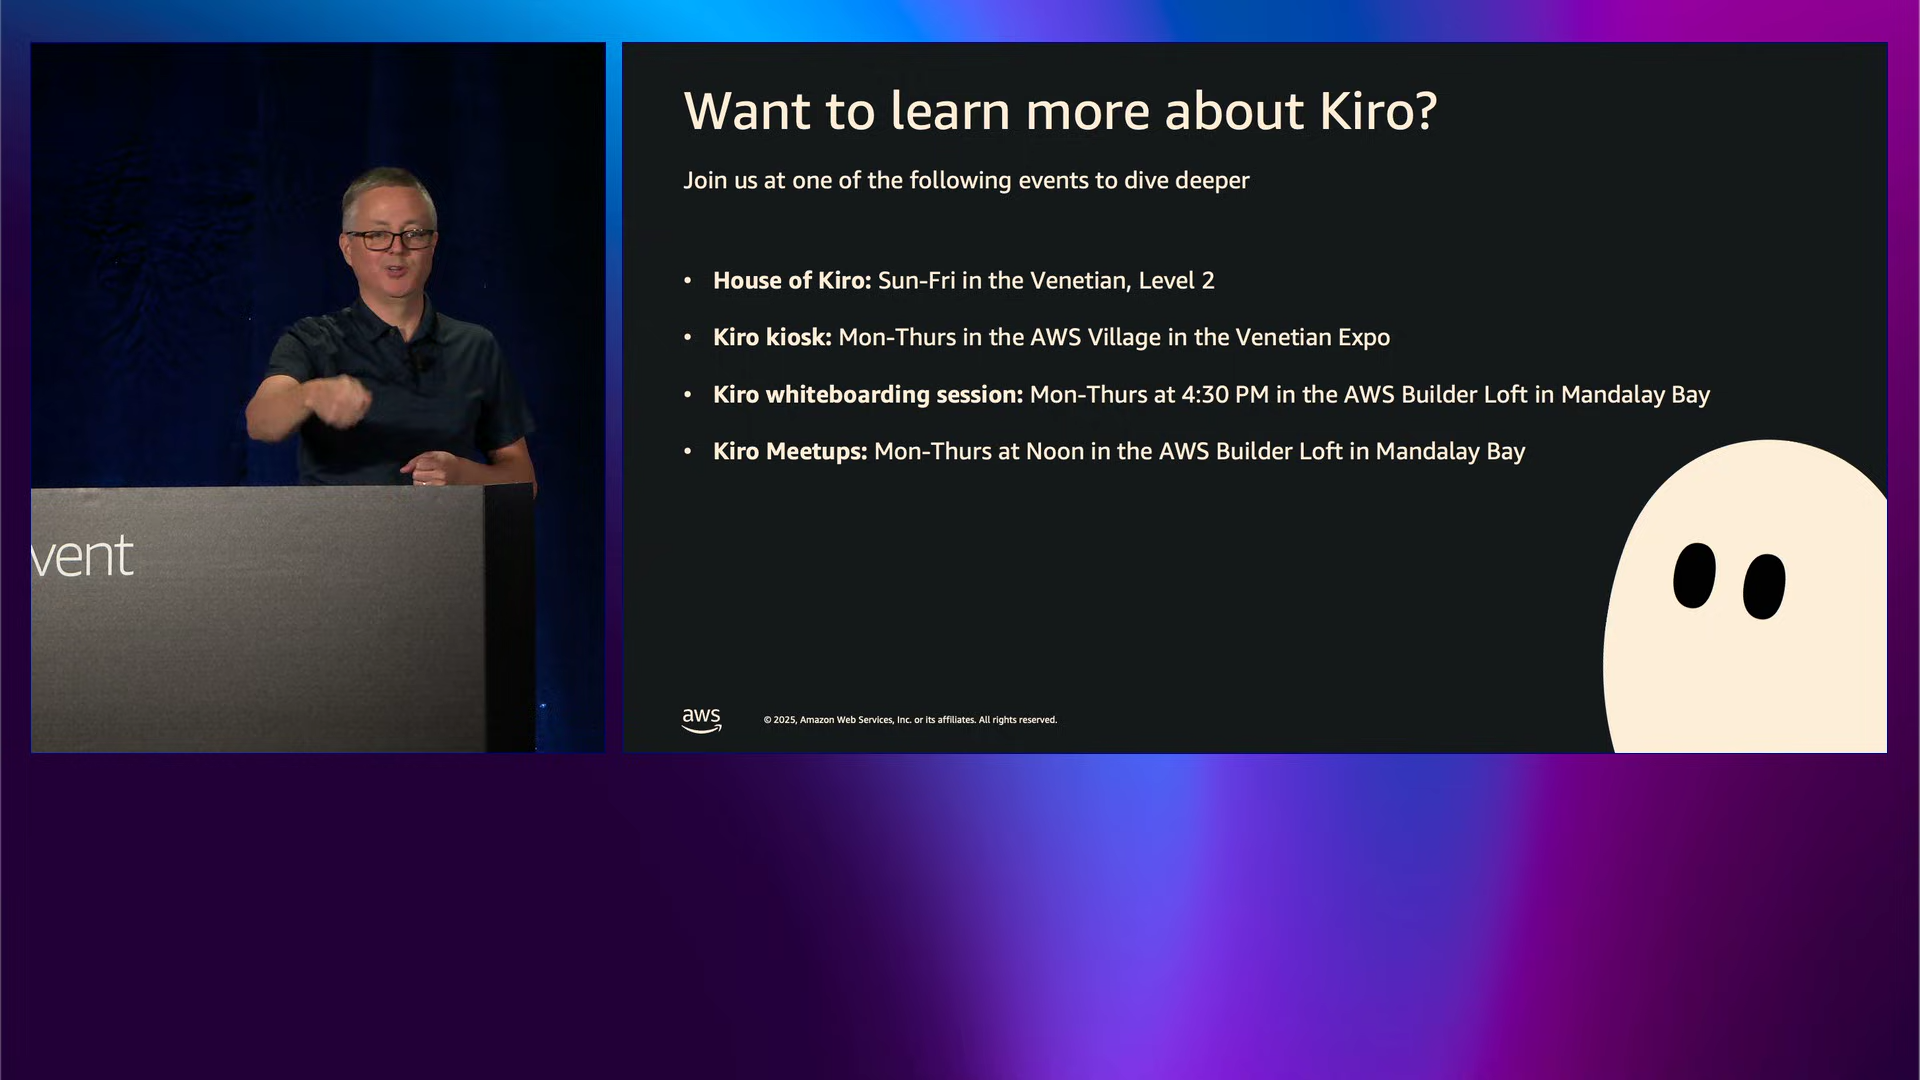 Want to learn more about Kiro?
Join us at one of the following events to dive deeper
• House of Kiro: Sun-Fri in the Venetian, Level 2
• Kiro kiosk: Mon-Thurs in the AWS Village in the Venetian Expo
• Kiro whiteboarding session: Mon-Thurs at 4:30 PM in the AWS Builder Loft in Mandalay Bay
• Kiro Meetups: Mon-Thurs at Noon in the AWS Builder Loft in Mandalay Bay
vent
aws
© 2025, Amazon Web Services, Inc. or its affiliates. All rights reserved.